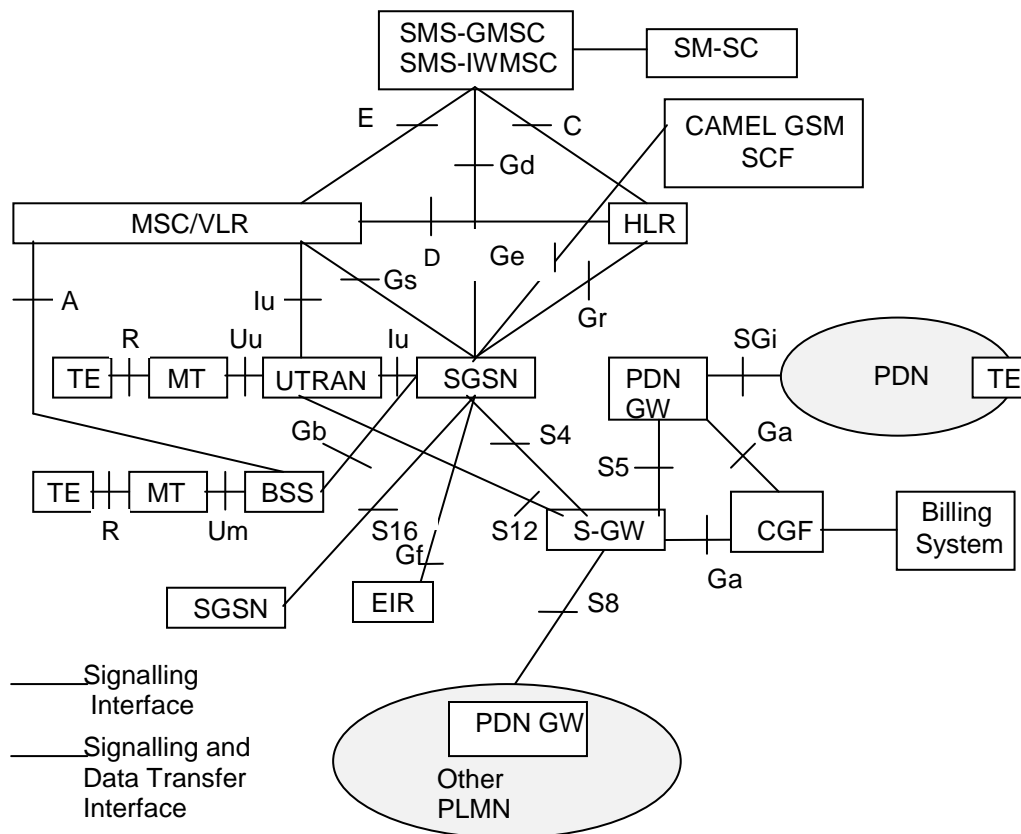 SMS-GMSC
SMS-IWMSC
SM-SC
E
C
CAMEL GSM
SCF
Gd
MSC/VLR
HLR
D
Ge
Gs
A
Iu
Gr
R
Uu
Iu
SGi
TE
MT
UTRAN
SGSN
PDN
GW
PDN
TE
Gb
S4
Ga
S5
TE
MT
BSS
R
Um
S16
S12
S-GW
CGF
Billing
System
Gf
Ga
SGSN
EIR
S8
Signalling
Interface
PDN GW
Signalling and
Data Transfer
Interface
Other
PLMN